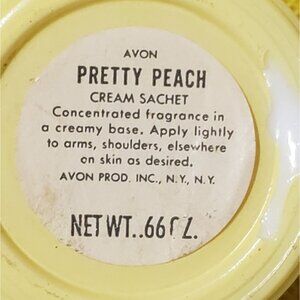 AVON
PRETTY PEACH
CREAM SACHET
Concentrated fragrance in
a creamy base. Apply lightly
to arms, shoulders, elsewhere
on skin as desired.
AVON PROD. INC., N.Y., N.Y.
NET WT..66 OZ.